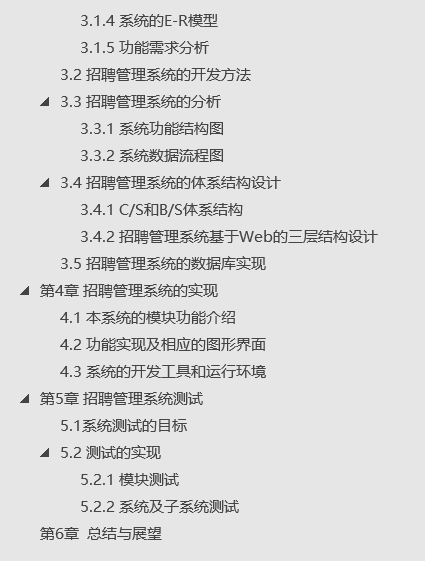 3.1.4 系统的E-R模型
3.1.5 功能需求分析
3.2 招聘管理系统的开发方法
3.3 招聘管理系统的分析
3.3.1 系统功能结构图
3.3.2 系统数据流程图
3.4 招聘管理系统的体系结构设计
3.4.1 C/S和B/S体系结构
3.4.2 招聘管理系统基于Web的三层结构设计
3.5 招聘管理系统的数据库实现
第4章 招聘管理系统的实现
4.1 本系统的模块功能介绍
4.2 功能实现及相应的图形界面
4.3 系统的开发工具和运行环境
第5章 招聘管理系统测试
5.1系统测试的目标
5.2 测试的实现
5.2.1 模块测试
5.2.2 系统及子系统测试
第6章  总结与展望